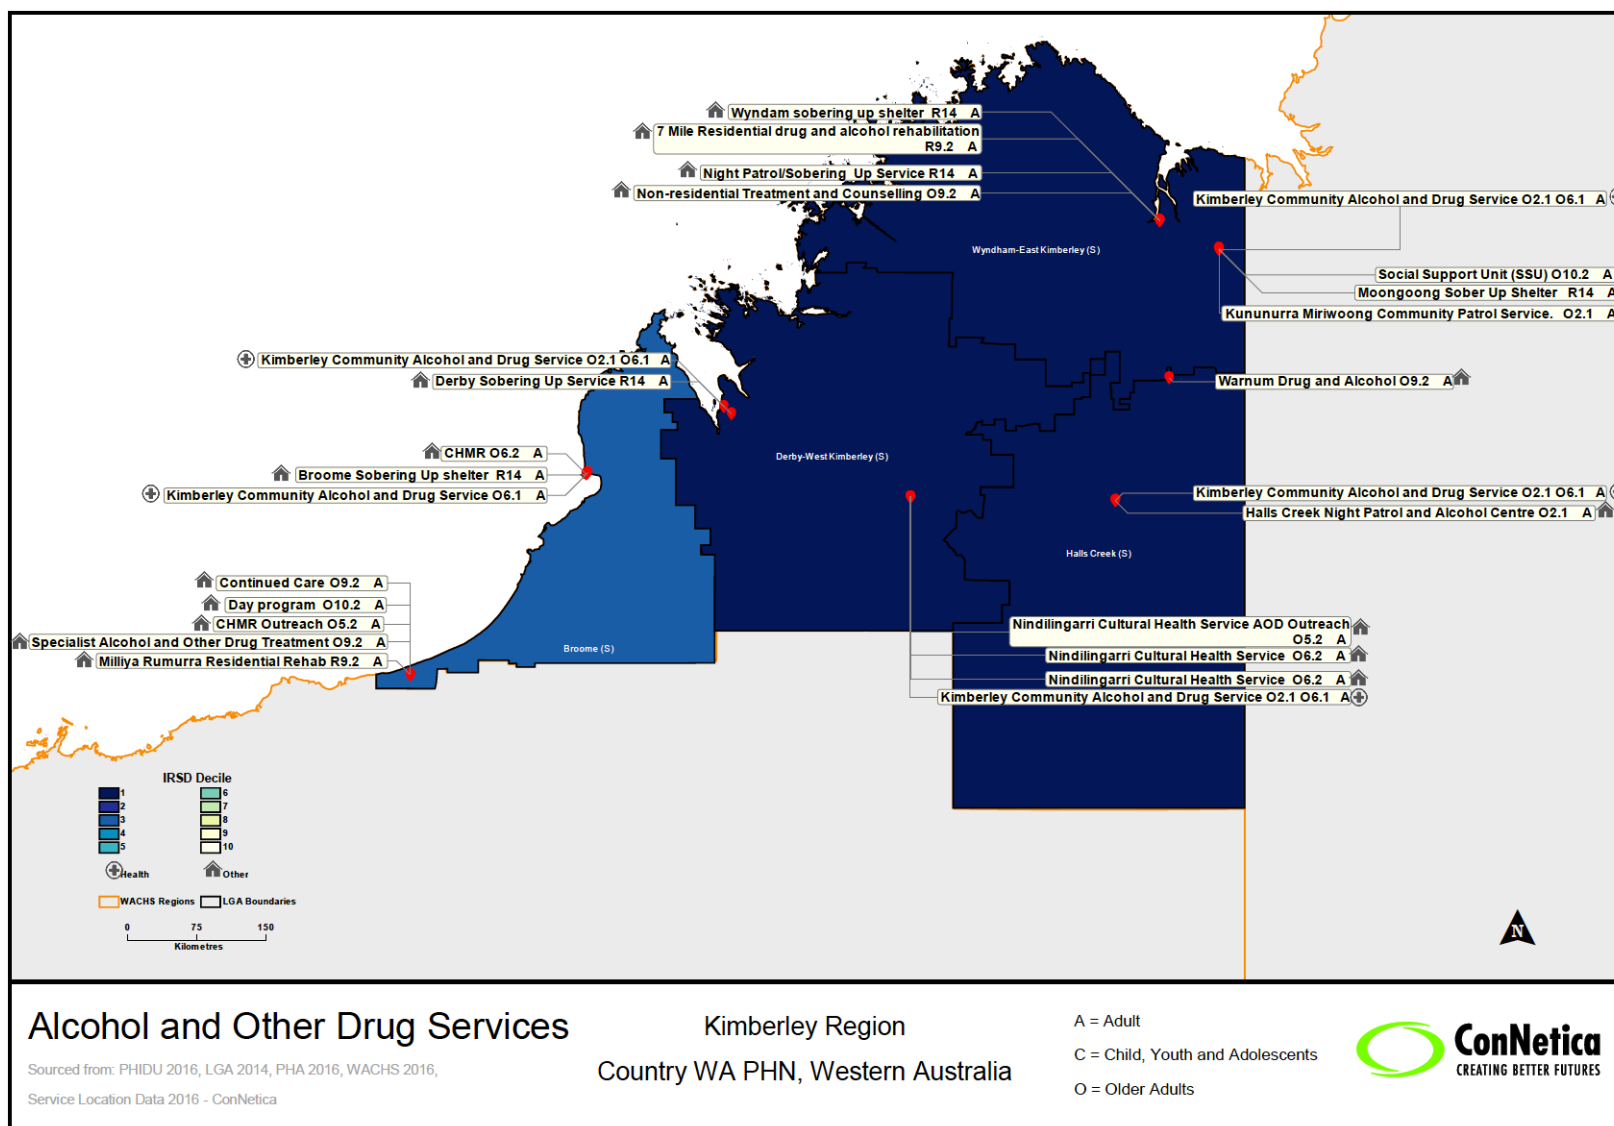 Wyndam sobering up shelter R14 A
7 Mile Residential drug and alcohol rehabilitation
R9.2 A
Night Patrol/Sobering Up Service R14 A
Non-residential Treatment and Counselling O9.2 A
Kimberley Community Alcohol and Drug Service O2.1 O6.1 A
Wyndham-East Kimberley (S)
Social Support Unit (SSU) O10.2 A
Moongoong Sober Up Shelter R14 A
Kununurra Miriwoong Community Patrol Service. O2.1 A
Kimberley Community Alcohol and Drug Service O2.1 O6.1 A
Derby Sobering Up Service R14 A
Warnum Drug and Alcohol O9.2 A
CHMR O6.2 A
Broome Sobering Up shelter R14 A
Kimberley Community Alcohol and Drug Service O6.1 A
Derby-West Kimberley (S)
Kimberley Community Alcohol and Drug Service O2.1 O6.1 A
Halls Creek Night Patrol and Alcohol Centre O2.1 A
Halls Creek (S)
Continued Care O9.2 A
Day program O10.2 A
CHMR Outreach O5.2 A
Specialist Alcohol and Other Drug Treatment O9.2 A
Milliya Rumurra Residential Rehab R9.2 A
Broome (S)
Nindilingarri Cultural Health Service AOD Outreach
O5.2 A
Nindilingarri Cultural Health Service O6.2 A
Nindilingarri Cultural Health Service O6.2 A
Kimberley Community Alcohol and Drug Service O2.1 O6.1 A
IRSD Decile
1 6
2 7
3 8
4 9
5 10
Health Other
WACHS Regions LGA Boundaries
0 75 150
Kilometres
N
Alcohol and Other Drug Services
Sourced from: PHIDU 2016, LGA 2014, PHA 2016, WACHS 2016,
Service Location Data 2016 - ConNetica
Kimberley Region
Country WA PHN, Western Australia
A = Adult
C = Child, Youth and Adolescents
O = Older Adults
ConNetica
CREATING BETTER FUTURES